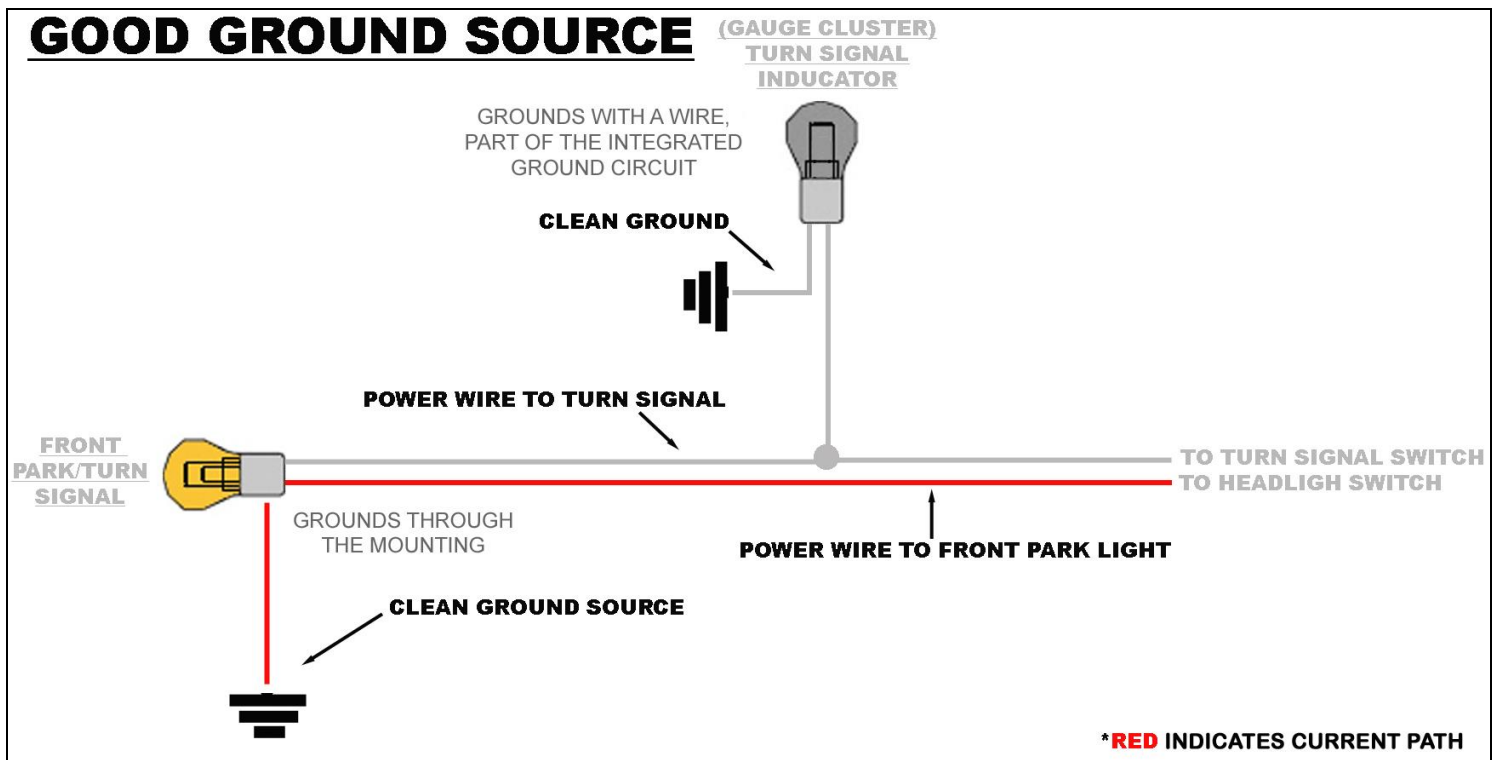 GOOD GROUND SOURCE
(GAUGE CLUSTER)
TURN SIGNAL
INDUCATOR
GROUNDS WITH A WIRE,
PART OF THE INTEGRATED
GROUND CIRCUIT
CLEAN GROUND
POWER WIRE TO TURN SIGNAL
FRONT
PARK/TURN
SIGNAL
TO TURN SIGNAL SWITCH
TO HEADLIGH SWITCH
GROUNDS THROUGH
THE MOUNTING
POWER WIRE TO FRONT PARK LIGHT
CLEAN GROUND SOURCE
*RED INDICATES CURRENT PATH